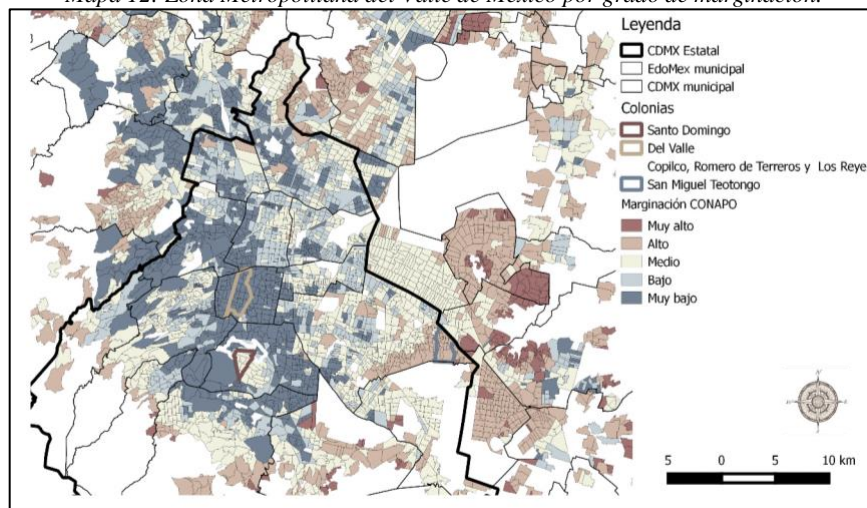 Mapa 12. Zona Metropolitana del Valle de México por grado de marginación.
Leyenda
CDMX Estatal
EdoMex municipal
CDMX municipal
Colonias
Santo Domingo
Del Valle
Copilco, Romero de Terreros y Los Reye
San Miguel Teotongo
Marginación CONAPO
Muy alto
Alto
Medio
Bajo
Muy bajo
5 0 5 10 km